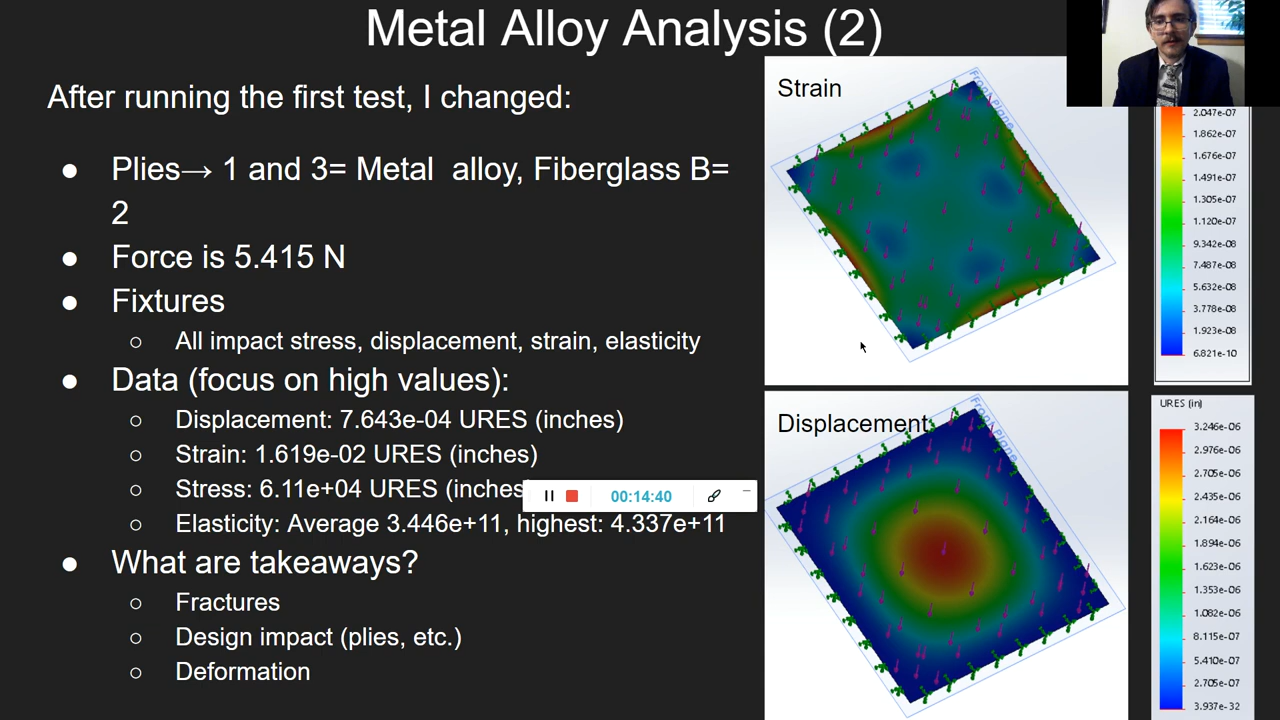 Metal Alloy Analysis (2)
After running the first test, I changed:
● Plies→ 1 and 3= Metal alloy, Fiberglass B=
2
● Force is 5.415 N
● Fixtures
○ All impact stress, displacement, strain, elasticity
● Data (focus on high values):
○ Displacement: 7.643e-04 URES (inches)
○ Strain: 1.619e-02 URES (inches)
○ Stress: 6.11e+04 URES (inches
00:14:40
○ Elasticity: Average 3.446e+11, highest: 4.337e+11
● What are takeaways?
○ Fractures
○ Design impact (plies, etc.)
○ Deformation
Strain
Front Plane
2.047e-07
1.862e-07
1.676e-07
1.491e-07
1.305e-07
1.120e-07
9.342e-08
7.487e-08
5.632e-08
3.778e-08
1.923e-08
6.821e-10
Displacement
Front Plane
URES (in)
3.246e-06
2.976e-06
2.705e-06
2.435e-06
2.164e-06
1.894e-06
1.623e-06
1.353e-06
1.082e-06
8.115e-07
5.410e-07
2.705e-07
3.937e-32